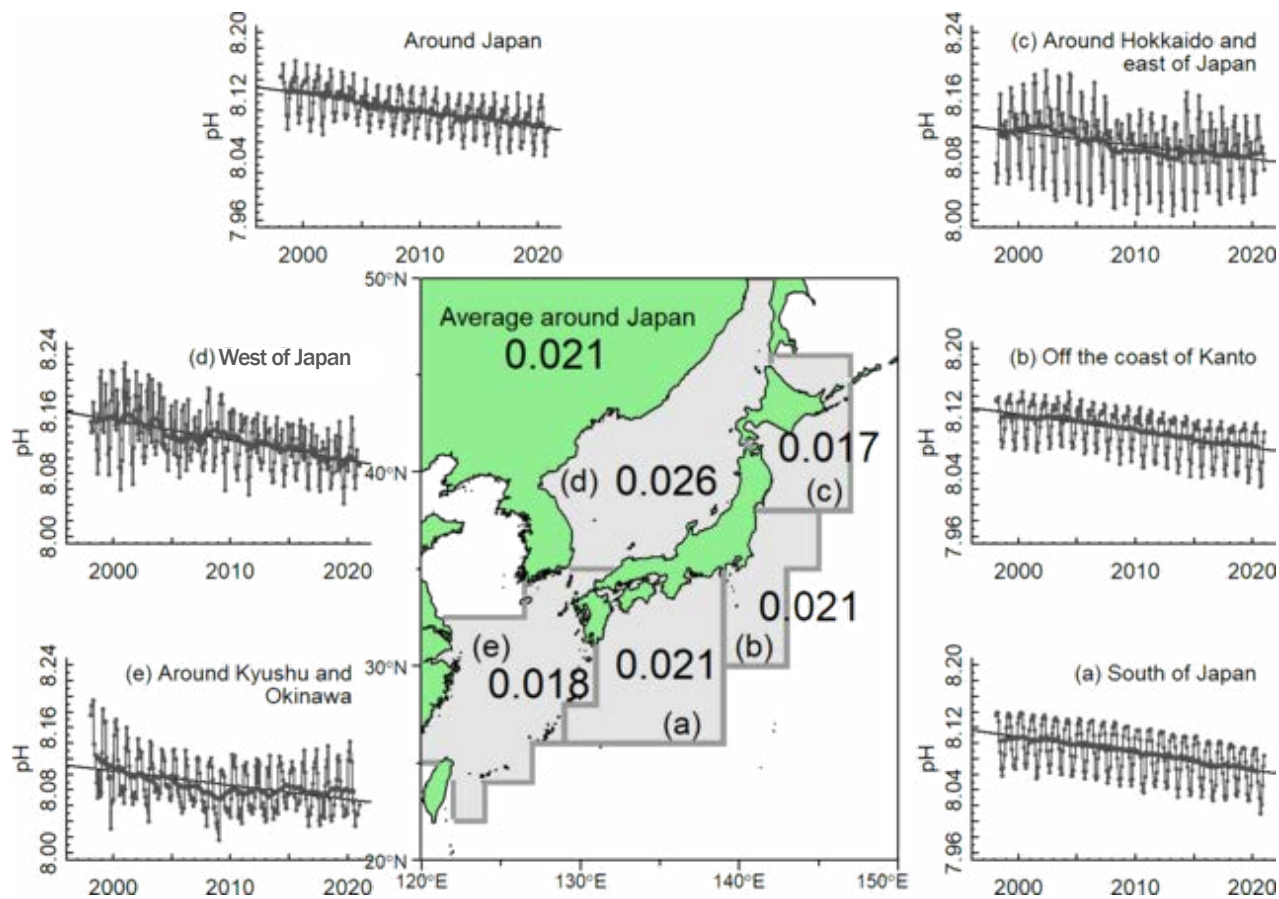 Around Japan
pH
8.20
8.12
8.04
7.96
2000 2010 2020
(c) Around Hokkaido and
east of Japan
pH
8.24
8.16
8.08
8.00
2000 2010 2020
(d) West of Japan
pH
8.24
8.16
8.08
8.00
2000 2010 2020
50°N
40°N
30°N
20°N
120°E 130°E 140°E 150°E
Average around Japan
0.021
(d) 0.026
0.017
(c)
0.021
(b)
(e)
0.018
0.021
(a)
(b) Off the coast of Kanto
pH
8.20
8.12
8.04
7.96
2000 2010 2020
(e) Around Kyushu and
Okinawa
pH
8.24
8.16
8.08
8.00
2000 2010 2020
(a) South of Japan
pH
8.20
8.12
8.04
7.96
2000 2010 2020